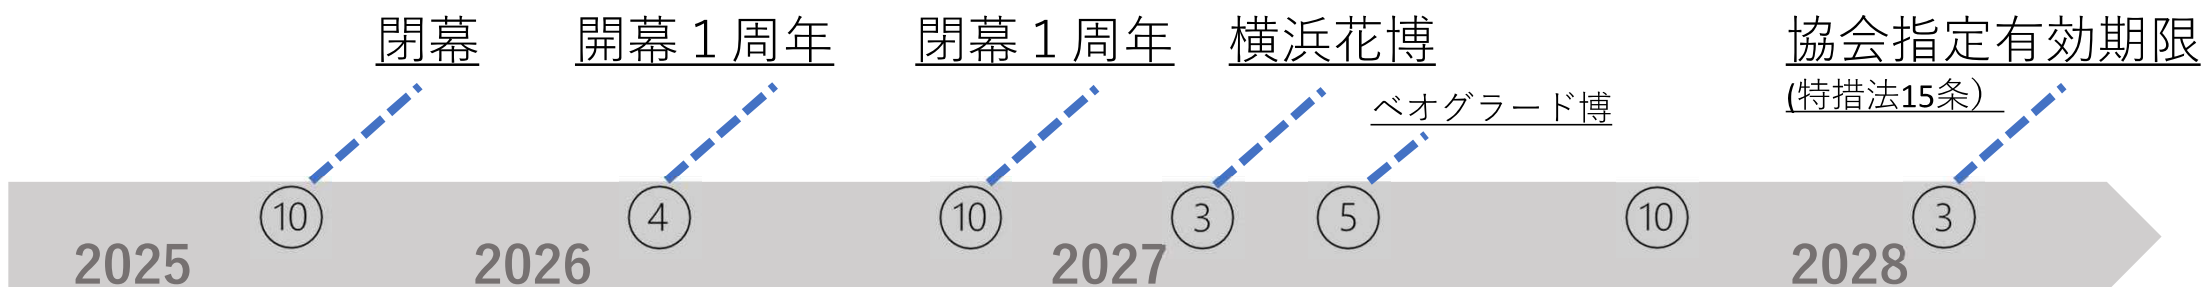 閉幕
開幕１周年
閉幕１周年
横浜花博
協会指定有効期限
(特措法15条）
ベオグラード博
10
4
10
3
5
10
3
2025
2026
2027
2028